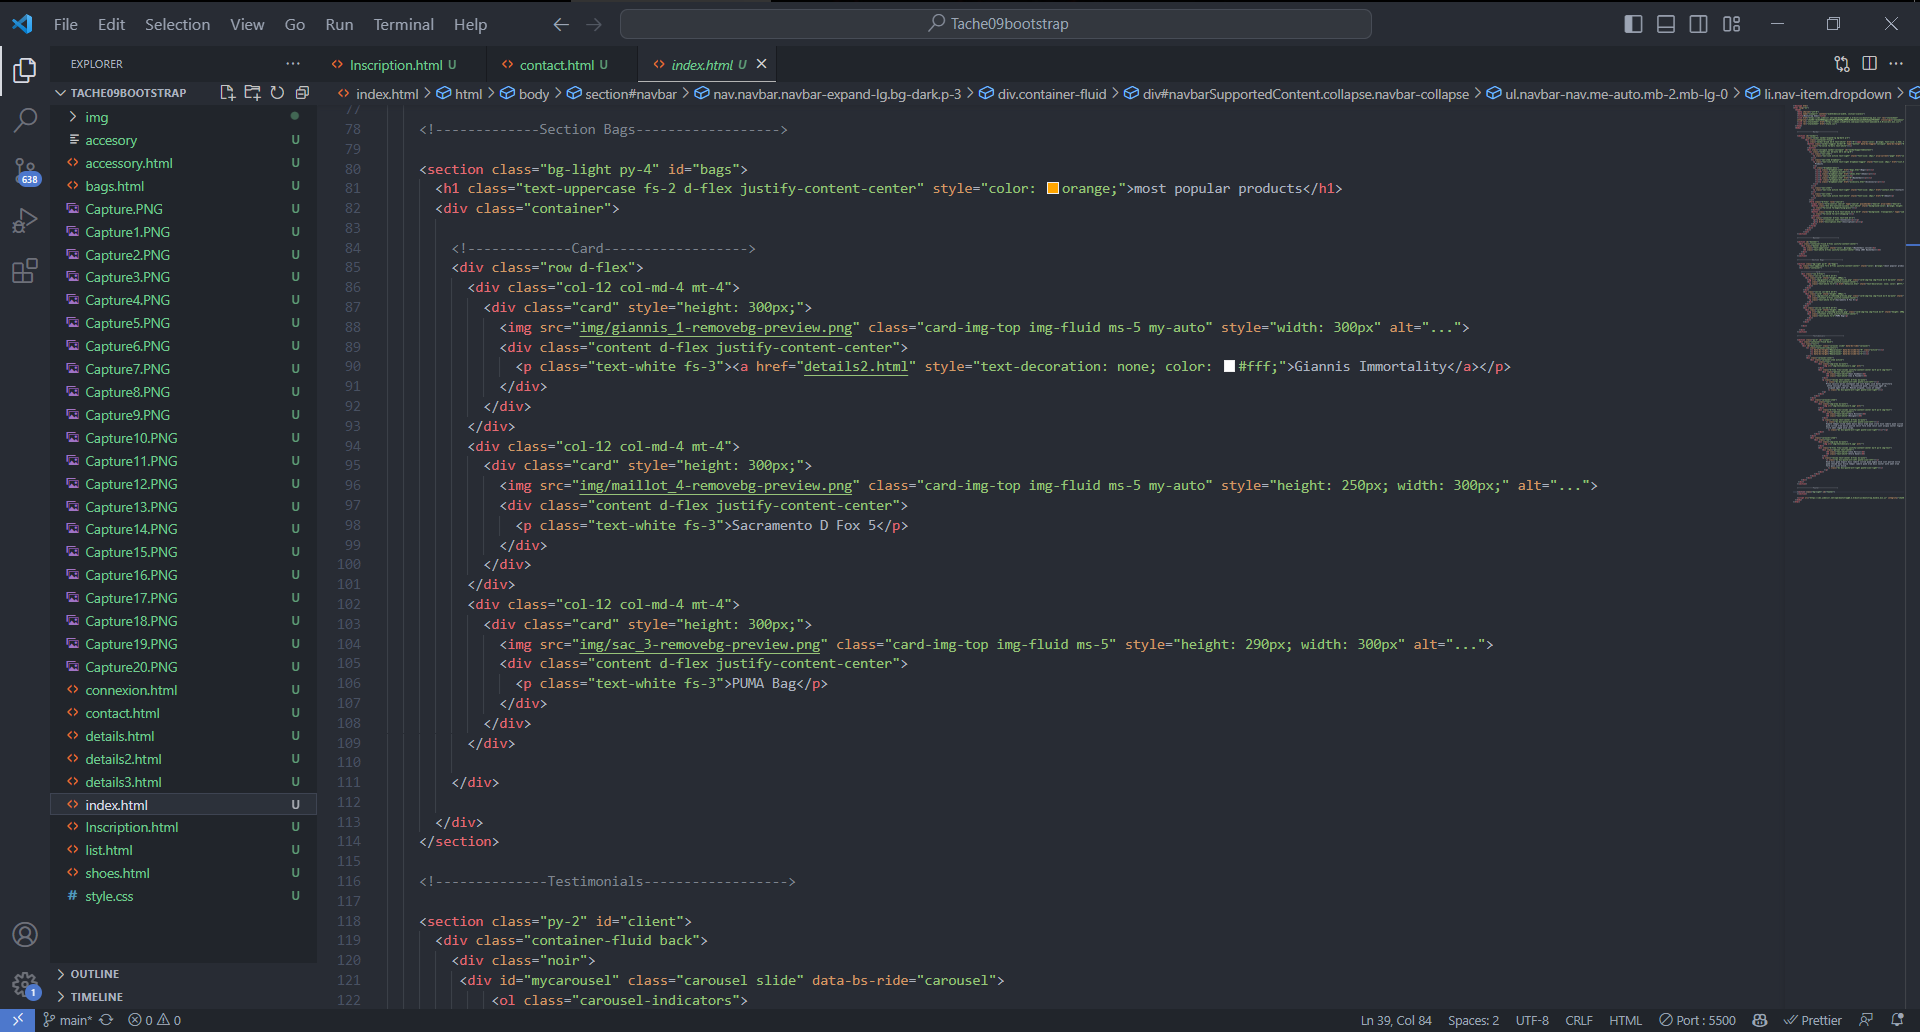 File Edit Selection View Go Run Terminal Help
Tache09bootstrap
EXPLORER
TACHE09BOOTSTRAP
img
accesory U
accessory.html U
bags.html U
Capture.PNG U
Capture1.PNG U
Capture2.PNG U
Capture3.PNG U
Capture4.PNG U
Capture5.PNG U
Capture6.PNG U
Capture7.PNG U
Capture8.PNG U
Capture9.PNG U
Capture10.PNG U
Capture11.PNG U
Capture12.PNG U
Capture13.PNG U
Capture14.PNG U
Capture15.PNG U
Capture16.PNG U
Capture17.PNG U
Capture18.PNG U
Capture19.PNG U
Capture20.PNG U
connexion.html U
contact.html U
details.html U
details2.html U
details3.html U
index.html U
Inscription.html U
list.html U
shoes.html U
style.css U
OUTLINE
TIMELINE
638
1
Inscription.html U contact.html U index.html U
index.html > html > body > section#navbar > nav.navbar.navbar-expand-lg.bg-dark.p-3 > div.container-fluid > div#navbarSupportedContent.collapse.navbar-collapse > ul.navbar-nav.me-auto.mb-2.mb-lg-0 > li.nav-item.dropdown >
77
78 <!-------------Section Bags------------------>
79
80 <section class="bg-light py-4" id="bags">
81 <h1 class="text-uppercase fs-2 d-flex justify-content-center" style="color: orange;">most popular products</h1>
82 <div class="container">
83
84 <!-------------Card------------------>
85 <div class="row d-flex">
86 <div class="col-12 col-md-4 mt-4">
87 <div class="card" style="height: 300px;">
88 <img src="img/giannis_1-removebg-preview.png" class="card-img-top img-fluid ms-5 my-auto" style="width: 300px" alt="...">
89 <div class="content d-flex justify-content-center">
90 <p class="text-white fs-3"><a href="details2.html" style="text-decoration: none; color: #fff;">Giannis Immortality</a></p>
91 </div>
92 </div>
93 </div>
94 <div class="col-12 col-md-4 mt-4">
95 <div class="card" style="height: 300px;">
96 <img src="img/maillot_4-removebg-preview.png" class="card-img-top img-fluid ms-5 my-auto" style="height: 250px; width: 300px;" alt="...">
97 <div class="content d-flex justify-content-center">
98 <p class="text-white fs-3">Sacramento D Fox 5</p>
99 </div>
100 </div>
101 </div>
102 <div class="col-12 col-md-4 mt-4">
103 <div class="card" style="height: 300px;">
104 <img src="img/sac_3-removebg-preview.png" class="card-img-top img-fluid ms-5" style="height: 290px; width: 300px" alt="...">
105 <div class="content d-flex justify-content-center">
106 <p class="text-white fs-3">PUMA Bag</p>
107 </div>
108 </div>
109 </div>
110
111 </div>
112
113 </div>
114 </section>
115
116 <!--------------Testimonials------------------>
117
118 <section class="py-2" id="client">
119 <div class="container-fluid back">
120 <div class="noir">
121 <div id="mycarousel" class="carousel slide" data-bs-ride="carousel">
122 <ol class="carousel-indicators">
main* 0 0 Ln 39, Col 84 Spaces: 2 UTF-8 CRLF HTML Port : 5500 Prettier